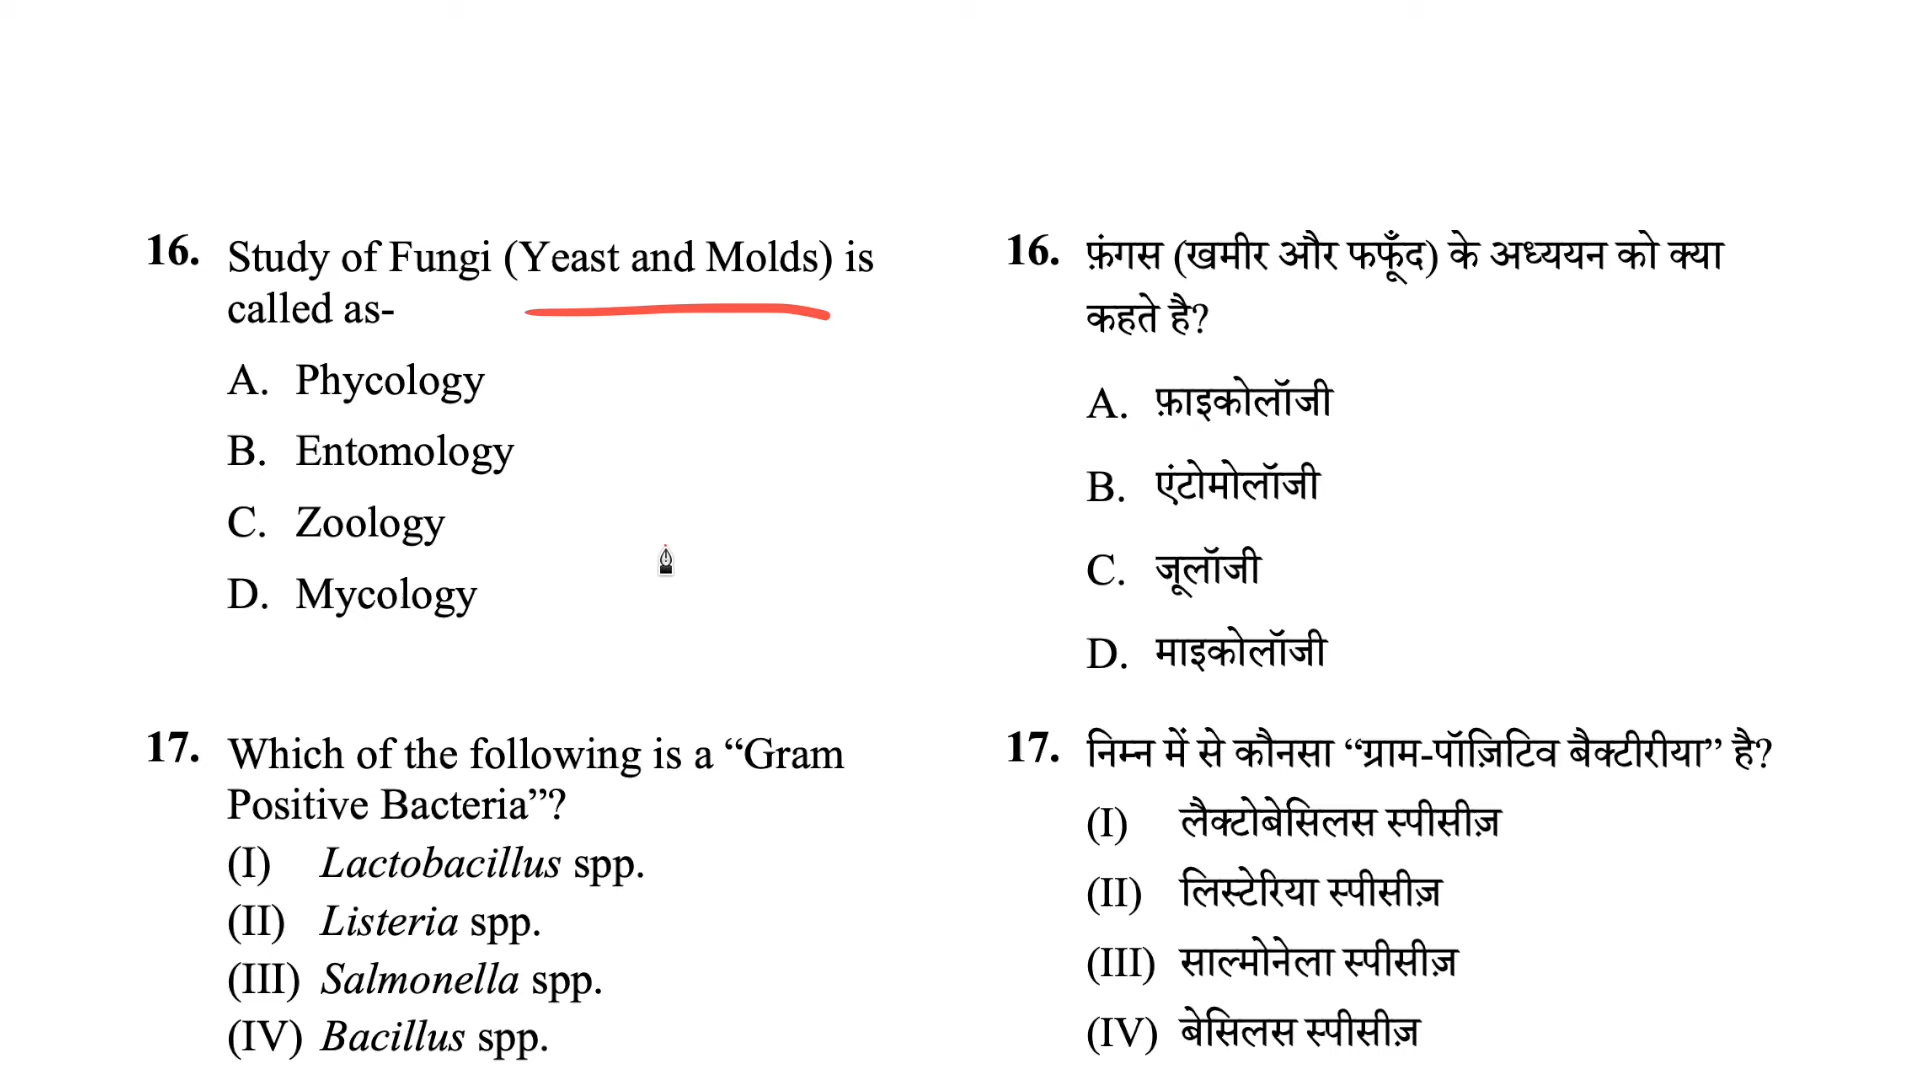 16. Study of Fungi (Yeast and Molds) is
called as-
A. Phycology
B. Entomology
C. Zoology
D. Mycology
17. Which of the following is a “Gram
Positive Bacteria”?
(I) Lactobacillus spp.
(II) Listeria spp.
(III) Salmonella spp.
(IV) Bacillus spp.
16. फ़ंगस (खमीर और फफूँद) के अध्ययन को क्या
कहते है?
A. फ़ाइकोलॉजी
B. एंटोमोलॉजी
C. जूलॉजी
D. माइकोलॉजी
17. निम्न में से कौनसा “ग्राम-पॉज़िटिव बैक्टीरीया” है?
(I) लैक्टोबेसिलस स्पीसीज़
(II) लिस्टेरिया स्पीसीज़
(III) साल्मोनेला स्पीसीज़
(IV) बेसिलस स्पीसीज़